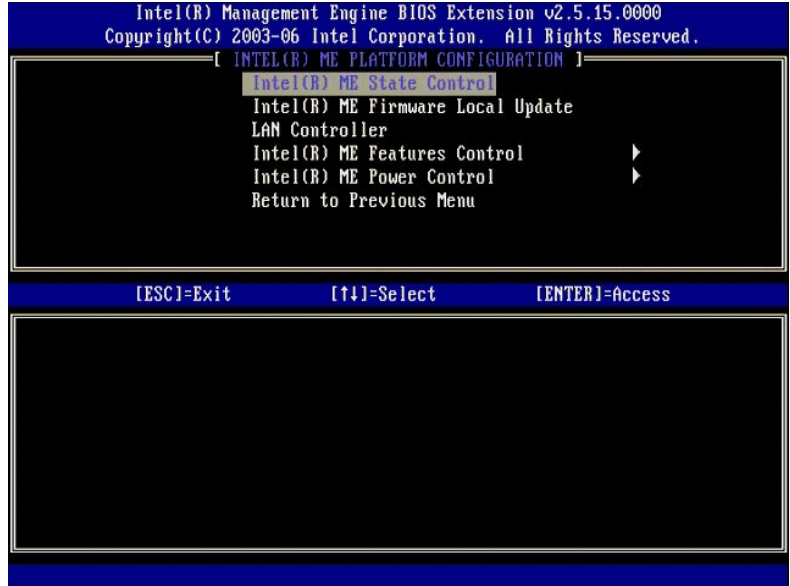 Intel(R) Management Engine BIOS Extension v2.5.15.0000
Copyright(C) 2003-06 Intel Corporation. All Rights Reserved.
[ INTEL(R) ME PLATFORM CONFIGURATION ]
Intel(R) ME State Control
Intel(R) ME Firmware Local Update
LAN Controller
Intel(R) ME Features Control
Intel(R) ME Power Control
Return to Previous Menu
[ESC]=Exit [↑↓]=Select [ENTER]=Access